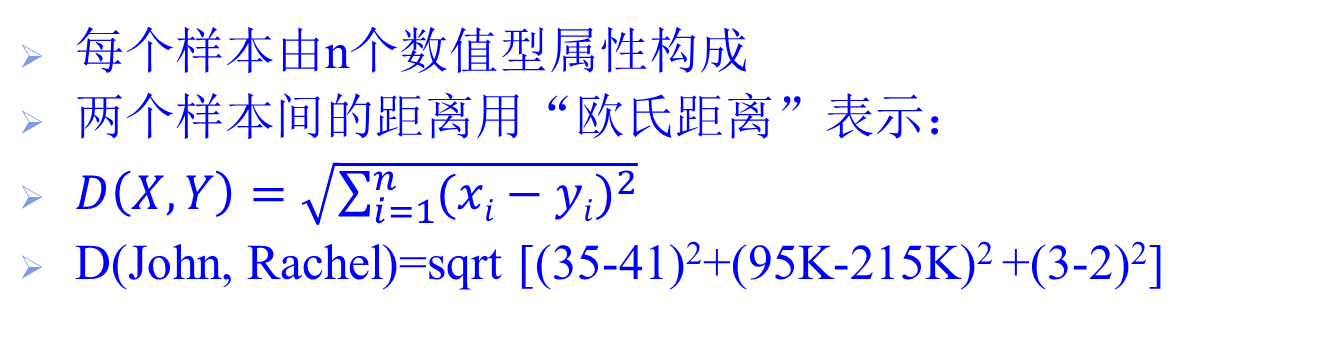 每个样本由n个数值型属性构成
两个样本间的距离用“欧氏距离”表示：
D(X,Y) = √∑ⁿᵢ₌₁(xᵢ − yᵢ)²
D(John, Rachel)=sqrt [(35-41)²+(95K-215K)² +(3-2)²]